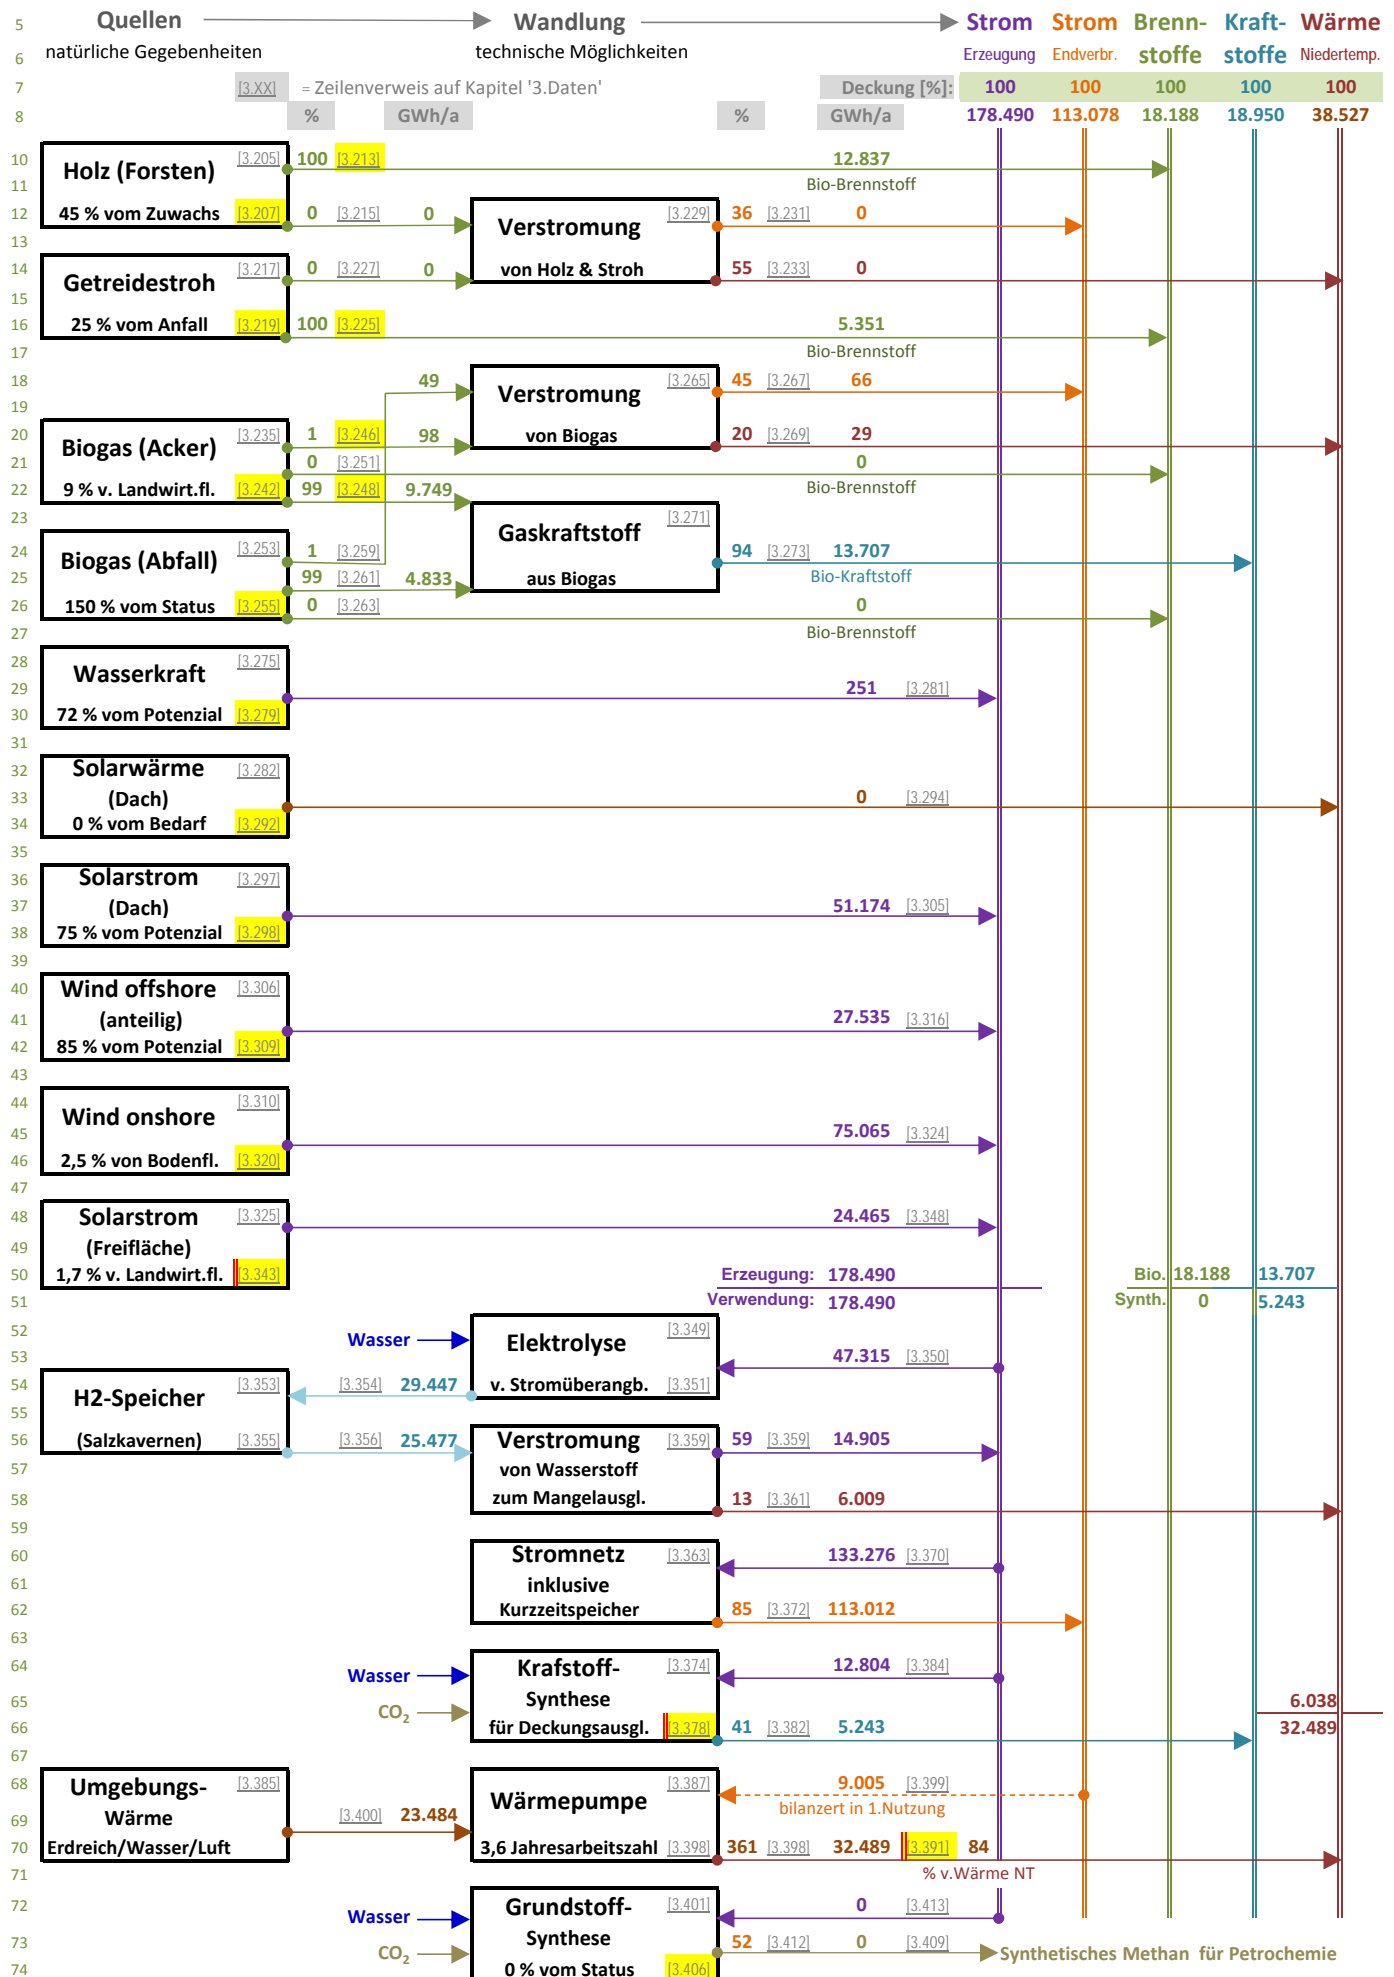 5 Quellen Wandlung Strom Strom Brenn- Kraft- Wärme
6 natürliche Gegebenheiten technische Möglichkeiten Erzeugung Endverbr. stoffe stoffe Niedertemp.
7 [3.XX] = Zeilenverweis auf Kapitel '3.Daten' Deckung [%]: 100 100 100 100 100
8 % GWh/a % GWh/a 178.490 113.078 18.188 18.950 38.527
10 Holz (Forsten) [3.205] 100 [3.213] 12.837
11 Bio-Brennstoff
12 45 % vom Zuwachs [3.207] 0 [3.215] 0 Verstromung [3.229] 36 [3.231] 0
13
14 Getreidestroh [3.217] 0 [3.227] 0 von Holz & Stroh 55 [3.233] 0
15
16 25 % vom Anfall [3.219] 100 [3.225] 5.351
17 Bio-Brennstoff
18 49 Verstromung [3.265] 45 [3.267] 66
19
20 Biogas (Acker) [3.235] 1 [3.246] 98 von Biogas 20 [3.269] 29
21 0 [3.251] 0
22 9 % v. Landwirt.fl. [3.242] 99 [3.248] 9.749 Bio-Brennstoff
23 Gaskraftstoff [3.271]
24 Biogas (Abfall) [3.253] 1 [3.259] 94 [3.273] 13.707
25 99 [3.261] 4.833 aus Biogas Bio-Kraftstoff
26 150 % vom Status [3.255] 0 [3.263] 0
27 Bio-Brennstoff
28 Wasserkraft [3.275]
29 251 [3.281]
30 72 % vom Potenzial [3.279]
31
32 Solarwärme [3.282]
33 (Dach) 0 [3.294]
34 0 % vom Bedarf [3.292]
35
36 Solarstrom [3.297]
37 (Dach) 51.174 [3.305]
38 75 % vom Potenzial [3.298]
39
40 Wind offshore [3.306]
41 (anteilig) 27.535 [3.316]
42 85 % vom Potenzial [3.309]
43
44 Wind onshore [3.310]
45 75.065 [3.324]
46 2,5 % von Bodenfl. [3.320]
47
48 Solarstrom [3.325] 24.465 [3.348]
49 (Freifläche)
50 1,7 % v. Landwirt.fl. [3.343] Erzeugung: 178.490 Bio. 18.188 13.707
51 Verwendung: 178.490 Synth. 0 5.243
52 Wasser Elektrolyse [3.349]
53 47.315 [3.350]
54 H2-Speicher [3.353] [3.354] 29.447 v. Stromüberangb. [3.351]
55
56 (Salzkavernen) [3.355] [3.356] 25.477 Verstromung [3.359] 59 [3.359] 14.905
57 von Wasserstoff
58 zum Mangelausgl. 13 [3.361] 6.009
59
60 Stromnetz [3.363] 133.276 [3.370]
61 inklusive
62 Kurzzeitspeicher 85 [3.372] 113.012
63
64 Wasser Krafstoff- [3.374] 12.804 [3.384]
65 CO2 Synthese 6.038
66 für Deckungsausgl. [3.378] 41 [3.382] 5.243 32.489
67
68 Umgebungs- [3.385] Wärmepumpe [3.387] 9.005 [3.399]
69 Wärme [3.400] 23.484 bilanzert in 1.Nutzung
70 Erdreich/Wasser/Luft 3,6 Jahresarbeitszahl [3.398] 361 [3.398] 32.489 [3.391] 84
71 % v.Wärme NT
72 Wasser Grundstoff- [3.401] 0 [3.413]
73 CO2 Synthese 52 [3.412] 0 [3.409] Synthetisches Methan für Petrochemie
74 0 % vom Status [3.406]